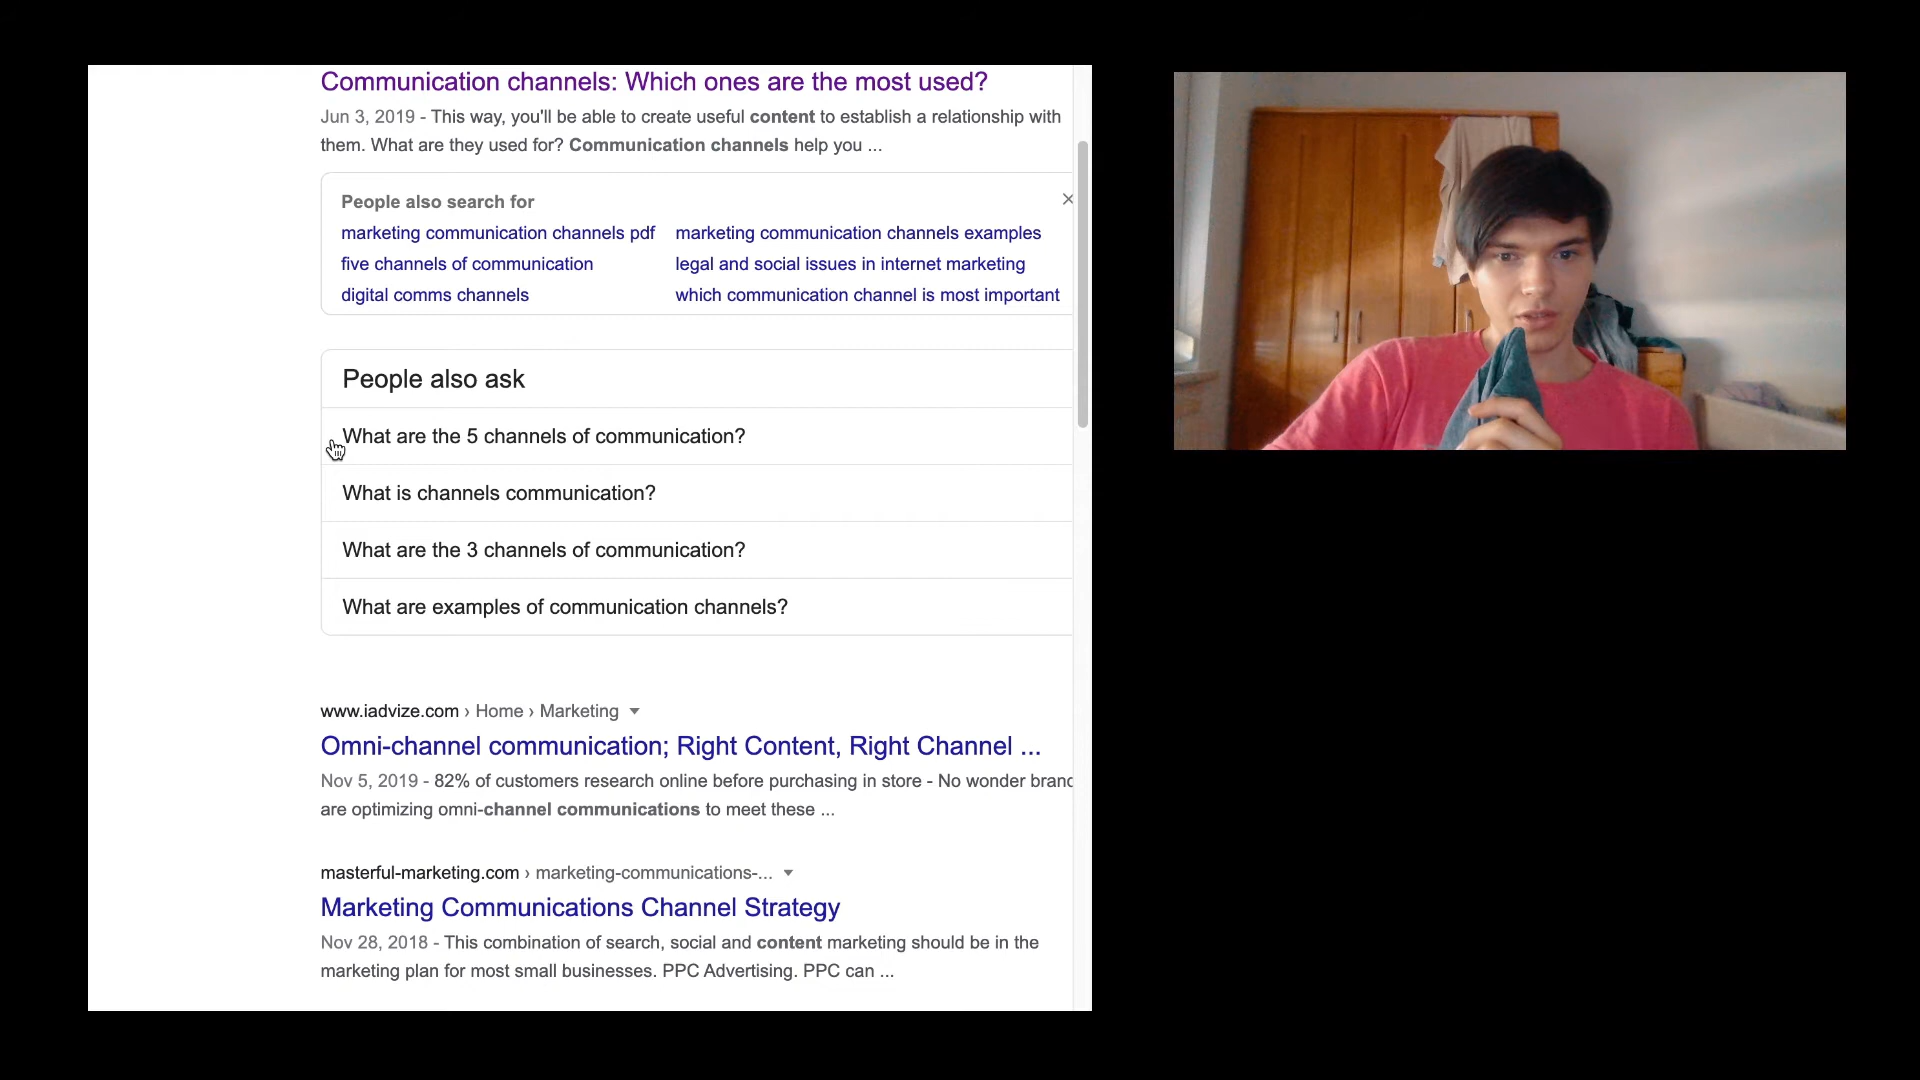 Communication channels: Which ones are the most used?
Jun 3, 2019 - This way, you'll be able to create useful content to establish a relationship with
them. What are they used for? Communication channels help you ...
People also search for
marketing communication channels pdf marketing communication channels examples
five channels of communication legal and social issues in internet marketing
digital comms channels which communication channel is most important
People also ask
What are the 5 channels of communication?
What is channels communication?
What are the 3 channels of communication?
What are examples of communication channels?
www.iadvize.com › Home › Marketing
Omni-channel communication; Right Content, Right Channel ...
Nov 5, 2019 - 82% of customers research online before purchasing in store - No wonder
are optimizing omni-channel communications to meet these ...
masterful-marketing.com › marketing-communications-...
Marketing Communications Channel Strategy
Nov 28, 2018 - This combination of search, social and content marketing should be in the
marketing plan for most small businesses. PPC Advertising. PPC can ...